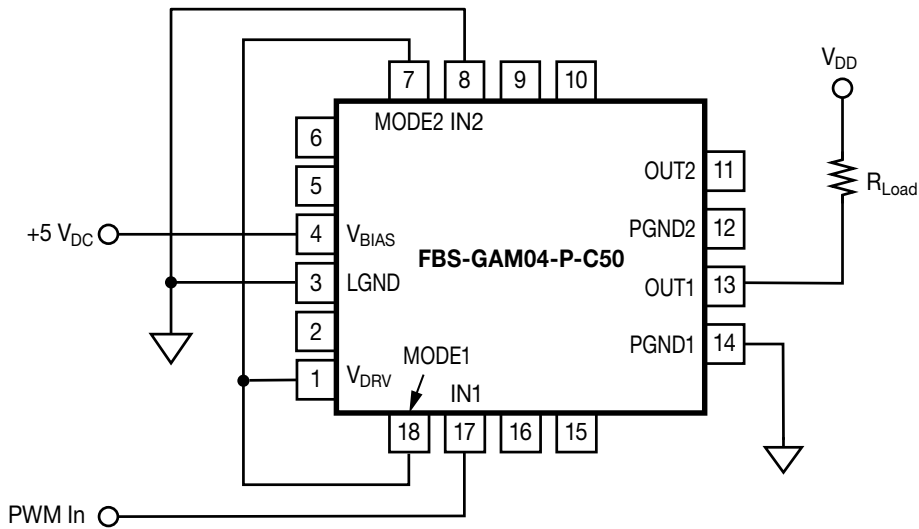 7 8 9 10
V_DD
MODE2 IN2
6
OUT2 11
R_Load
5
+5 V_DC 4 V_BIAS
PGND2 12
FBS-GAM04-P-C50
3 LGND
OUT1 13
2
PGND1 14
MODE1
1 V_DRV
IN1
18 17 16 15
PWM In